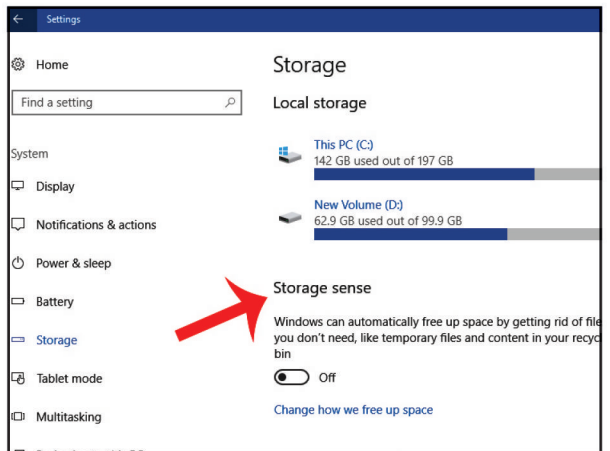 Settings
Home
Find a setting
System
Display
Notifications & actions
Power & sleep
Battery
Storage
Tablet mode
Multitasking
Storage
Local storage
This PC (C:)
142 GB used out of 197 GB
New Volume (D:)
62.9 GB used out of 99.9 GB
Storage sense
Windows can automatically free up space by getting rid of file
you don't need, like temporary files and content in your recyc
bin
Off
Change how we free up space